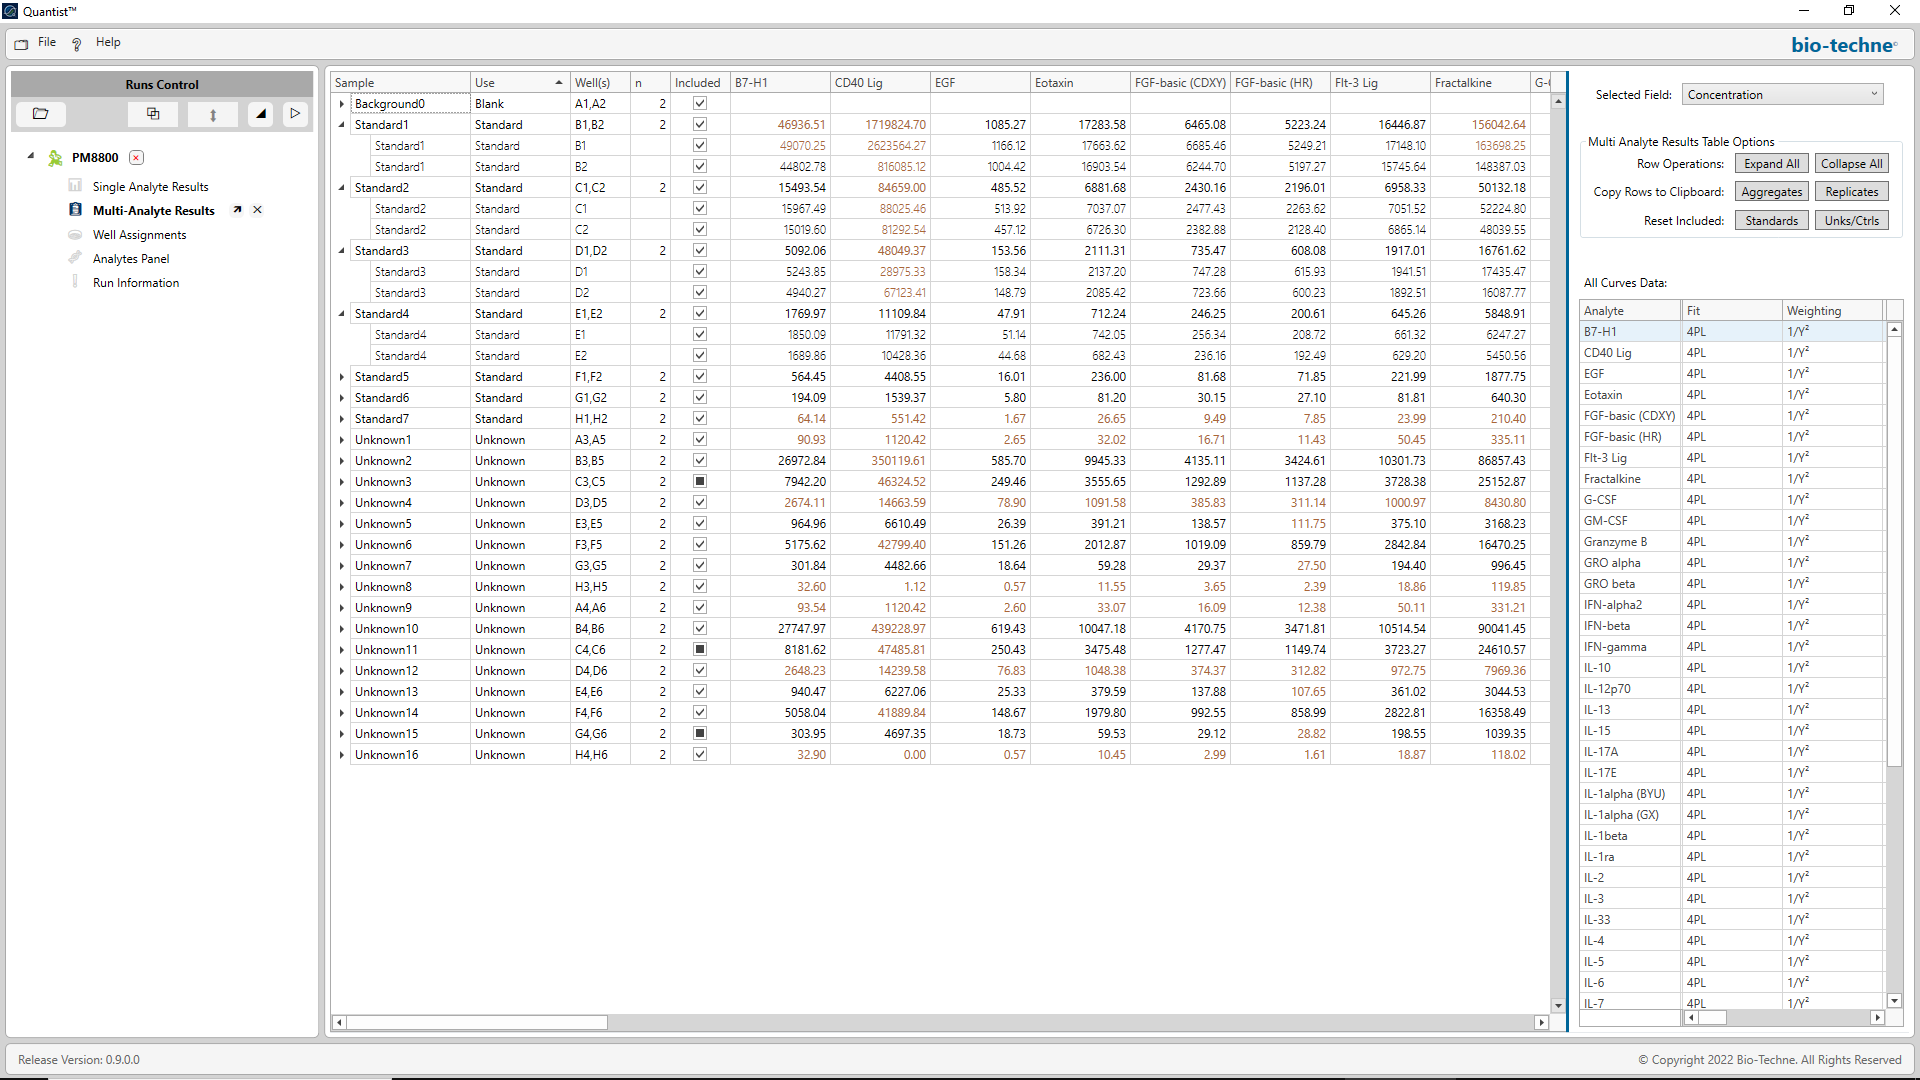 Quantist™
File Help
bio-techne
Runs Control
PM8800
Single Analyte Results
Multi-Analyte Results
Well Assignments
Analytes Panel
Run Information
Sample Use Well(s) n Included B7-H1 CD40 Lig EGF Eotaxin FGF-basic (CDXY) FGF-basic (HR) Flt-3 Lig Fractalkine
Background0 Blank A1,A2 2
Standard1 Standard B1,B2 2 46936.51 1719824.70 1085.27 17283.58 6465.08 5223.24 16446.87 156042.64
Standard1 Standard B1 49070.25 2623564.27 1166.12 17663.62 6685.46 5249.21 17148.10 163698.25
Standard1 Standard B2 44802.78 816085.12 1004.42 16903.54 6244.70 5197.27 15745.64 148387.03
Standard2 Standard C1,C2 2 15493.54 84659.00 485.52 6881.68 2430.16 2196.01 6958.33 50132.18
Standard2 Standard C1 15967.49 88025.46 513.92 7037.07 2477.43 2263.62 7051.52 52224.80
Standard2 Standard C2 15019.60 81292.54 457.12 6726.30 2382.88 2128.40 6865.14 48039.55
Standard3 Standard D1,D2 2 5092.06 48049.37 153.56 2111.31 735.47 608.08 1917.01 16761.62
Standard3 Standard D1 5243.85 28975.33 158.34 2137.20 747.28 615.93 1941.51 17435.47
Standard3 Standard D2 4940.27 67123.41 148.79 2085.42 723.66 600.23 1892.51 16087.77
Standard4 Standard E1,E2 2 1769.97 11109.84 47.91 712.24 246.25 200.61 645.26 5848.91
Standard4 Standard E1 1850.09 11791.32 51.14 742.05 256.34 208.72 661.32 6247.27
Standard4 Standard E2 1689.86 10428.36 44.68 682.43 236.16 192.49 629.20 5450.56
Standard5 Standard F1,F2 2 564.45 4408.55 16.01 236.00 81.68 71.85 221.99 1877.75
Standard6 Standard G1,G2 2 194.09 1539.37 5.80 81.20 30.15 27.10 81.81 640.30
Standard7 Standard H1,H2 2 64.14 551.42 1.67 26.65 9.49 7.85 23.99 210.40
Unknown1 Unknown A3,A5 2 90.93 1120.42 2.65 32.02 16.71 11.43 50.45 335.11
Unknown2 Unknown B3,B5 2 26972.84 350119.61 585.70 9945.33 4135.11 3424.61 10301.73 86857.43
Unknown3 Unknown C3,C5 2 7942.20 46324.52 249.46 3555.65 1292.89 1137.28 3728.38 25152.87
Unknown4 Unknown D3,D5 2 2674.11 14663.59 78.90 1091.58 385.83 311.14 1000.97 8430.80
Unknown5 Unknown E3,E5 2 964.96 6610.49 26.39 391.21 138.57 111.75 375.10 3168.23
Unknown6 Unknown F3,F5 2 5175.62 42799.40 151.26 2012.87 1019.09 859.79 2842.84 16470.25
Unknown7 Unknown G3,G5 2 301.84 4482.66 18.64 59.28 29.37 27.50 194.40 996.45
Unknown8 Unknown H3,H5 2 32.60 1.12 0.57 11.55 3.65 2.39 18.86 119.85
Unknown9 Unknown A4,A6 2 93.54 1120.42 2.60 33.07 16.09 12.38 50.11 331.21
Unknown10 Unknown B4,B6 2 27747.97 439228.97 619.43 10047.18 4170.75 3471.81 10514.54 90041.45
Unknown11 Unknown C4,C6 2 8181.62 47485.81 250.43 3475.48 1277.47 1149.74 3723.27 24610.57
Unknown12 Unknown D4,D6 2 2648.23 14239.58 76.83 1048.38 374.37 312.82 972.75 7969.36
Unknown13 Unknown E4,E6 2 940.47 6227.06 25.33 379.59 137.88 107.65 361.02 3044.53
Unknown14 Unknown F4,F6 2 5058.04 41889.84 148.67 1979.80 992.55 858.99 2822.81 16358.49
Unknown15 Unknown G4,G6 2 303.95 4697.35 18.73 59.53 29.12 28.82 198.55 1039.35
Unknown16 Unknown H4,H6 2 32.90 0.00 0.57 10.45 2.99 1.61 18.87 118.02
Selected Field: Concentration
Multi Analyte Results Table Options
Row Operations: Expand All Collapse All
Copy Rows to Clipboard: Aggregates Replicates
Reset Included: Standards Unks/Ctrls
All Curves Data:
Analyte Fit Weighting
B7-H1 4PL 1/Y²
CD40 Lig 4PL 1/Y²
EGF 4PL 1/Y²
Eotaxin 4PL 1/Y²
FGF-basic (CDXY) 4PL 1/Y²
FGF-basic (HR) 4PL 1/Y²
Flt-3 Lig 4PL 1/Y²
Fractalkine 4PL 1/Y²
G-CSF 4PL 1/Y²
GM-CSF 4PL 1/Y²
Granzyme B 4PL 1/Y²
GRO alpha 4PL 1/Y²
GRO beta 4PL 1/Y²
IFN-alpha2 4PL 1/Y²
IFN-beta 4PL 1/Y²
IFN-gamma 4PL 1/Y²
IL-10 4PL 1/Y²
IL-12p70 4PL 1/Y²
IL-13 4PL 1/Y²
IL-15 4PL 1/Y²
IL-17A 4PL 1/Y²
IL-17E 4PL 1/Y²
IL-1alpha (BYU) 4PL 1/Y²
IL-1alpha (GX) 4PL 1/Y²
IL-1beta 4PL 1/Y²
IL-1ra 4PL 1/Y²
IL-2 4PL 1/Y²
IL-3 4PL 1/Y²
IL-33 4PL 1/Y²
IL-4 4PL 1/Y²
IL-5 4PL 1/Y²
IL-6 4PL 1/Y²
IL-7 4PL 1/Y²
Release Version: 0.9.0.0
© Copyright 2022 Bio-Techne. All Rights Reserved